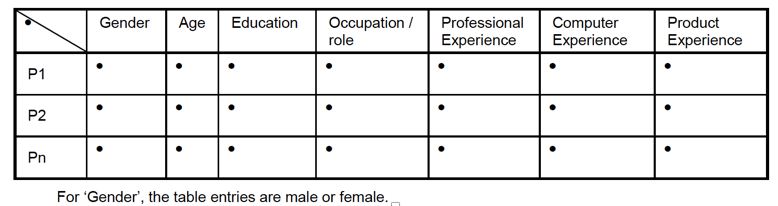 Gender Age Education Occupation / role Professional Experience Computer Experience Product Experience
P1
P2
Pn
For ‘Gender’, the table entries are male or female.